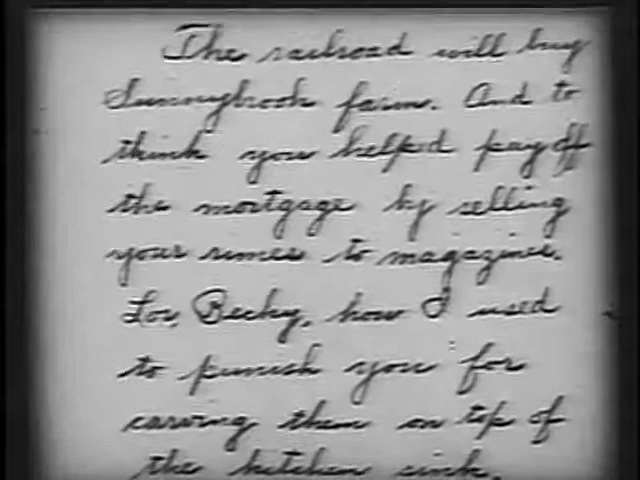 The railroad will buy
Sunnybrook farm. And to
think you helped pay off
the mortgage by selling
your rimes to magazines.
Lor, Becky, how I used
to punish you for
carving them on top of
the kitchen sink.